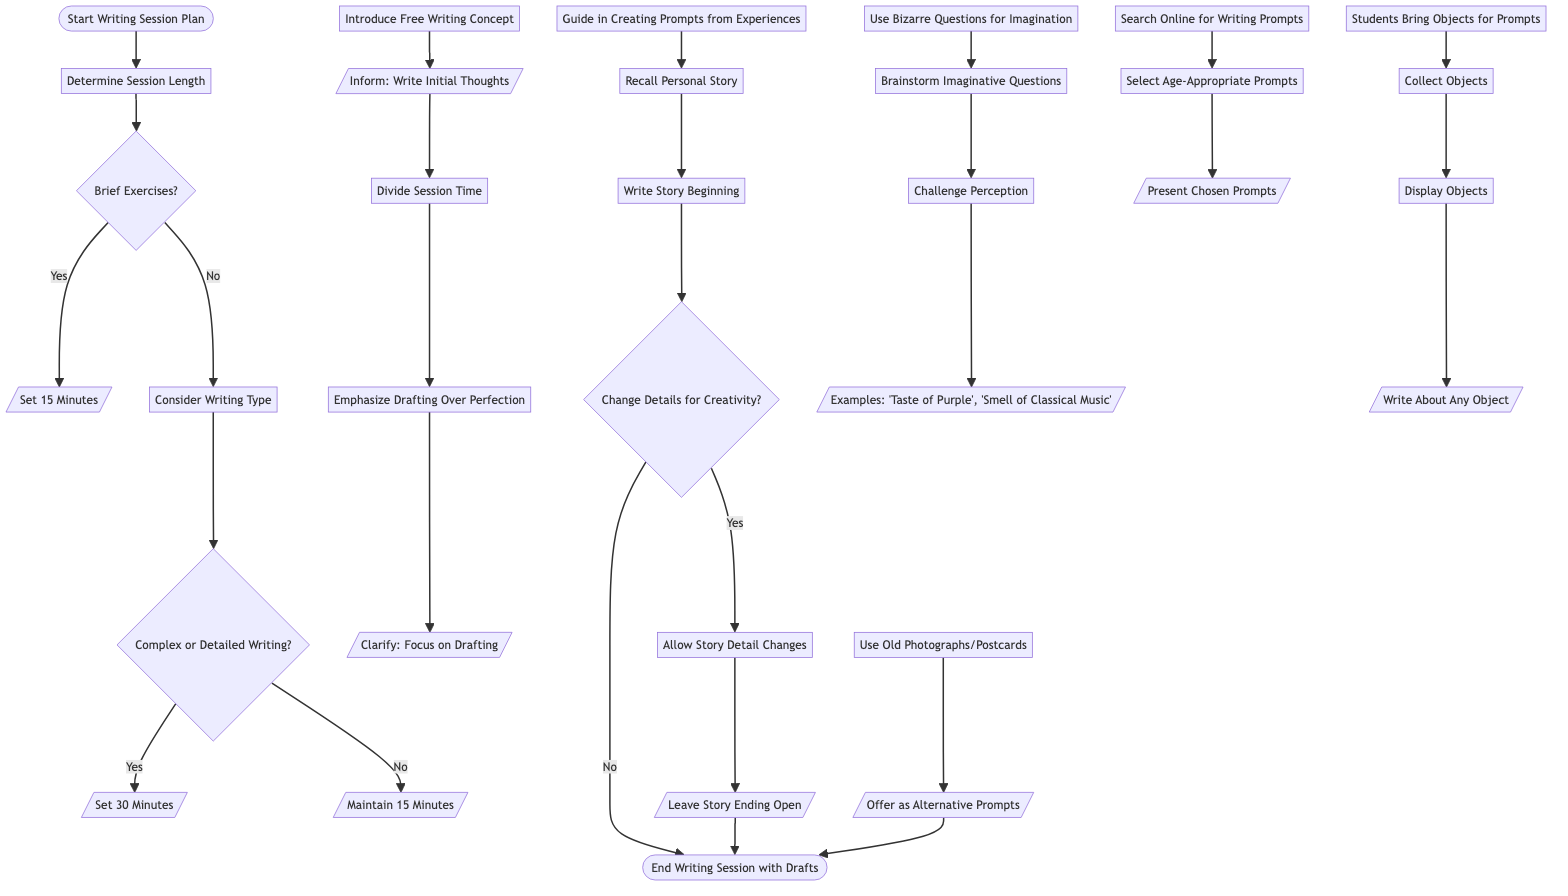 Start Writing Session Plan
Introduce Free Writing Concept
Guide in Creating Prompts from Experiences
Use Bizarre Questions for Imagination
Search Online for Writing Prompts
Students Bring Objects for Prompts
Determine Session Length
Inform: Write Initial Thoughts
Recall Personal Story
Brainstorm Imaginative Questions
Select Age-Appropriate Prompts
Collect Objects
Brief Exercises?
Divide Session Time
Write Story Beginning
Challenge Perception
Present Chosen Prompts
Display Objects
Yes
No
Set 15 Minutes
Consider Writing Type
Emphasize Drafting Over Perfection
Change Details for Creativity?
Examples: 'Taste of Purple', 'Smell of Classical Music'
Write About Any Object
Yes
Complex or Detailed Writing?
Clarify: Focus on Drafting
Allow Story Detail Changes
Use Old Photographs/Postcards
Yes
No
No
Set 30 Minutes
Maintain 15 Minutes
Leave Story Ending Open
Offer as Alternative Prompts
End Writing Session with Drafts